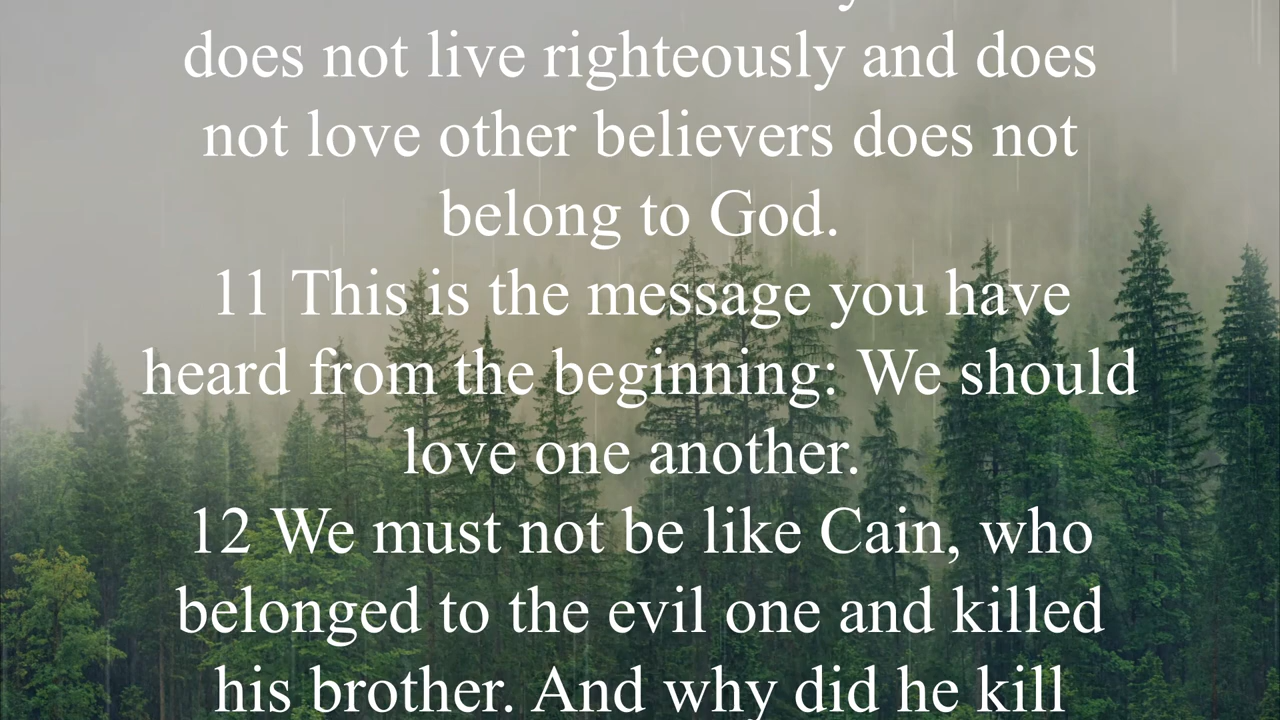 does not live righteously and does
not love other believers does not
belong to God.
11 This is the message you have
heard from the beginning: We should
love one another.
12 We must not be like Cain, who
belonged to the evil one and killed
his brother. And why did he kill